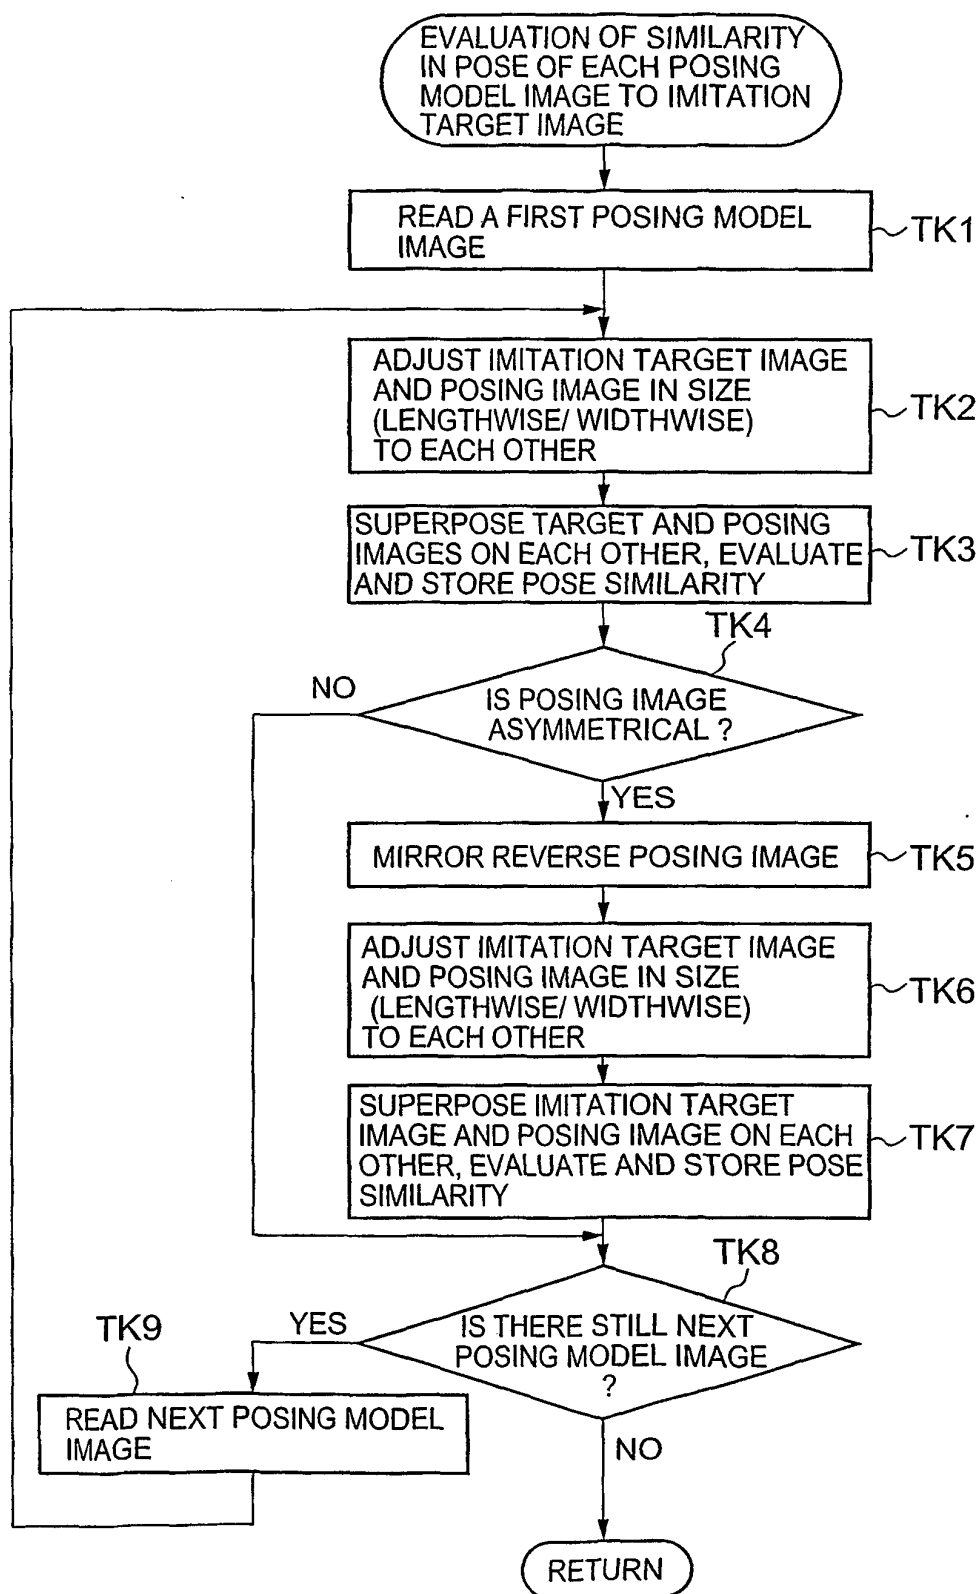 EVALUATION OF SIMILARITY
IN POSE OF EACH POSING
MODEL IMAGE TO IMITATION
TARGET IMAGE
READ A FIRST POSING MODEL
IMAGE
TK1
ADJUST IMITATION TARGET IMAGE
AND POSING IMAGE IN SIZE
(LENGTHWISE/ WIDTHWISE)
TO EACH OTHER
TK2
SUPERPOSE TARGET AND POSING
IMAGES ON EACH OTHER, EVALUATE
AND STORE POSE SIMILARITY
TK3
TK4
NO
IS POSING IMAGE
ASYMMETRICAL ?
YES
MIRROR REVERSE POSING IMAGE
TK5
ADJUST IMITATION TARGET IMAGE
AND POSING IMAGE IN SIZE
(LENGTHWISE/ WIDTHWISE)
TO EACH OTHER
TK6
SUPERPOSE IMITATION TARGET
IMAGE AND POSING IMAGE ON EACH
OTHER, EVALUATE AND STORE POSE
SIMILARITY
TK7
TK8
YES
IS THERE STILL NEXT
POSING MODEL IMAGE
?
TK9
READ NEXT POSING MODEL
IMAGE
NO
RETURN